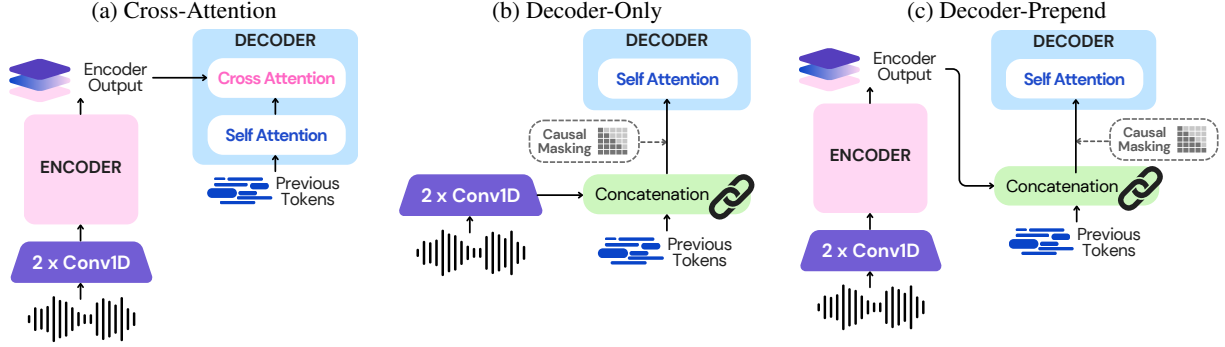 (a) Cross-Attention
DECODER
Encoder
Output
Cross Attention
Self Attention
ENCODER
Previous
Tokens
2 x Conv1D
(b) Decoder-Only
DECODER
Self Attention
Causal
Masking
2 x Conv1D
Concatenation
Previous
Tokens
(c) Decoder-Prepend
DECODER
Encoder
Output
Self Attention
Causal
Masking
ENCODER
Concatenation
Previous
Tokens
2 x Conv1D